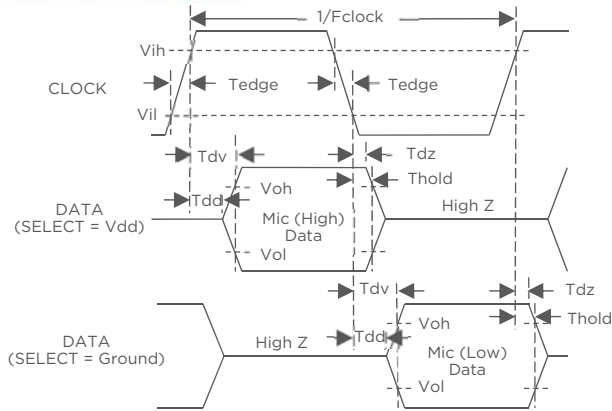 1/Fclock
Vih
CLOCK
Tedge
Tedge
Vil
Tdv
Tdz
Tdd
Voh
Thold
DATA
(SELECT = Vdd)
Mic (High)
Data
High Z
Vol
Tdv
Tdz
Tdd
Voh
Thold
DATA
(SELECT = Ground)
High Z
Mic (Low)
Data
Vol